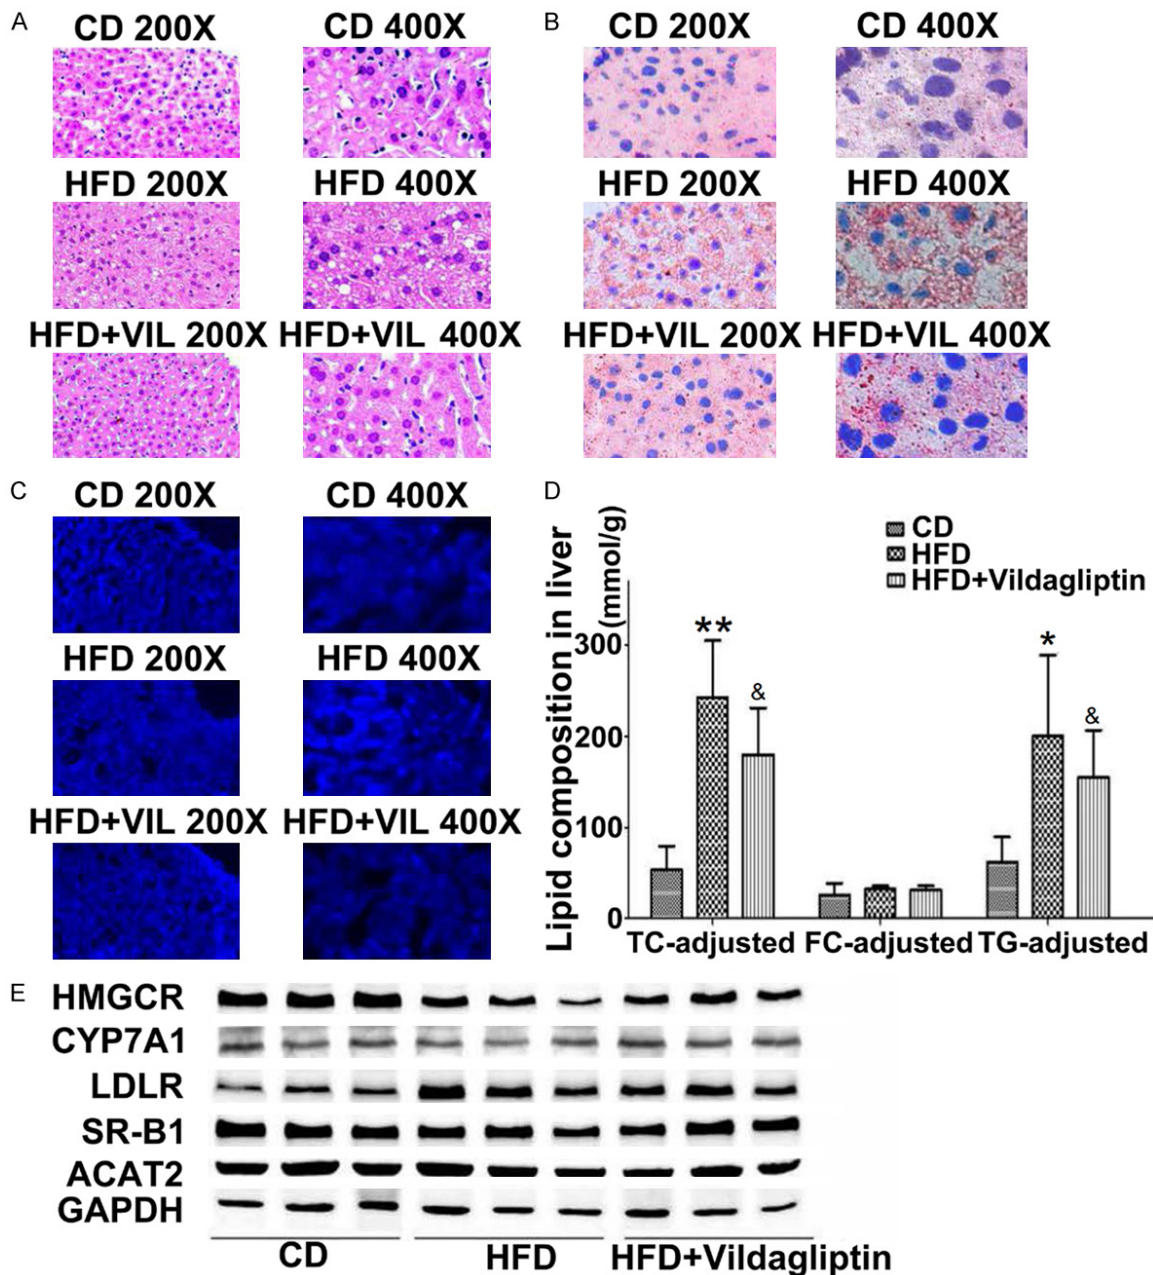 A
CD 200X
CD 400X
HFD 200X
HFD 400X
HFD+VIL 200X
HFD+VIL 400X
B
CD 200X
CD 400X
HFD 200X
HFD 400X
HFD+VIL 200X
HFD+VIL 400X
C
CD 200X
CD 400X
HFD 200X
HFD 400X
HFD+VIL 200X
HFD+VIL 400X
D
Lipid composition in liver
(mmol/g)
CD
HFD
HFD+Vildagliptin
300
200
100
0
**
&
*
&
TC-adjusted FC-adjusted TG-adjusted
E
HMGCR
CYP7A1
LDLR
SR-B1
ACAT2
GAPDH
CD
HFD
HFD+Vildagliptin